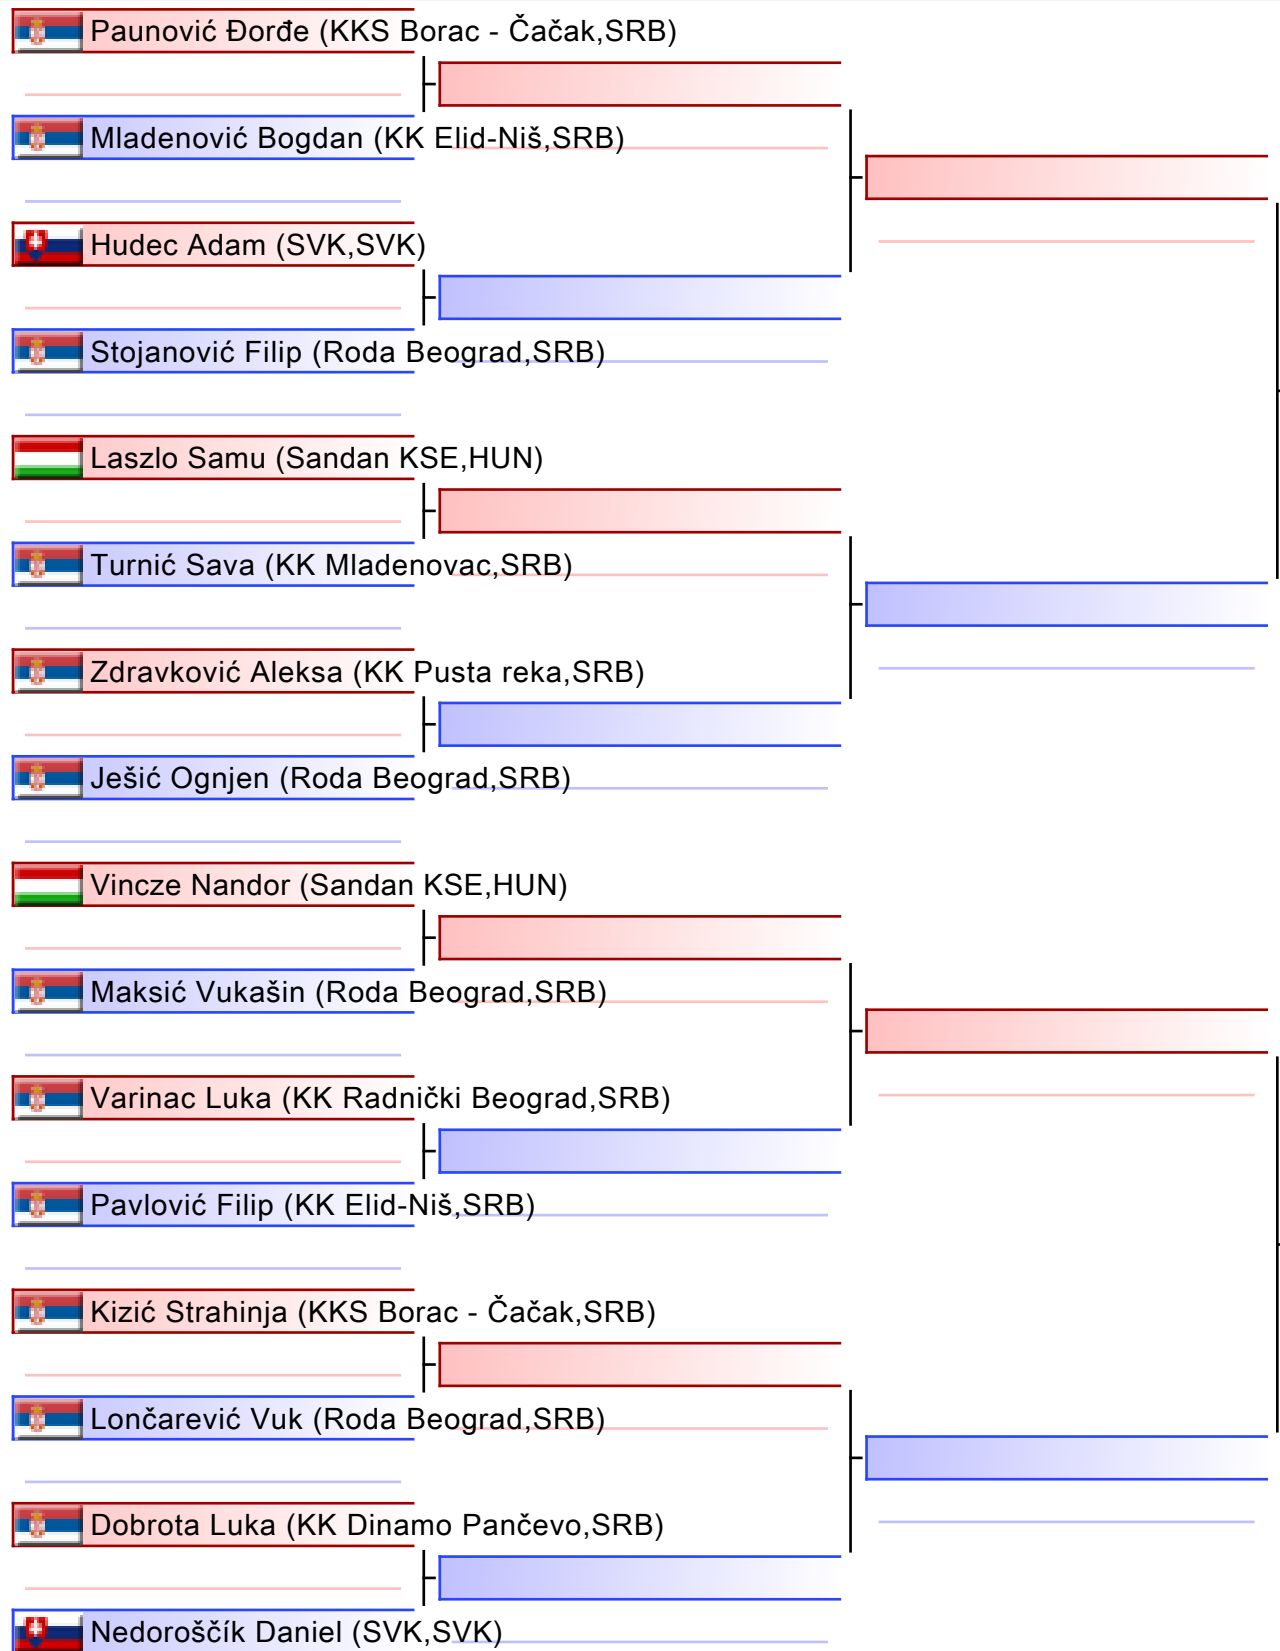 Paunović Đorđe (KKS Borac - Čačak,SRB)
Mladenović Bogdan (KK Elid-Niš,SRB)
Hudec Adam (SVK,SVK)
Stojanović Filip (Roda Beograd,SRB)
Laszlo Samu (Sandan KSE,HUN)
Turnić Sava (KK Mladenovac,SRB)
Zdravković Aleksa (KK Pusta reka,SRB)
Ješić Ognjen (Roda Beograd,SRB)
Vincze Nandor (Sandan KSE,HUN)
Maksić Vukašin (Roda Beograd,SRB)
Varinac Luka (KK Radnički Beograd,SRB)
Pavlović Filip (KK Elid-Niš,SRB)
Kizić Strahinja (KKS Borac - Čačak,SRB)
Lončarević Vuk (Roda Beograd,SRB)
Dobrota Luka (KK Dinamo Pančevo,SRB)
Nedoroščík Daniel (SVK,SVK)